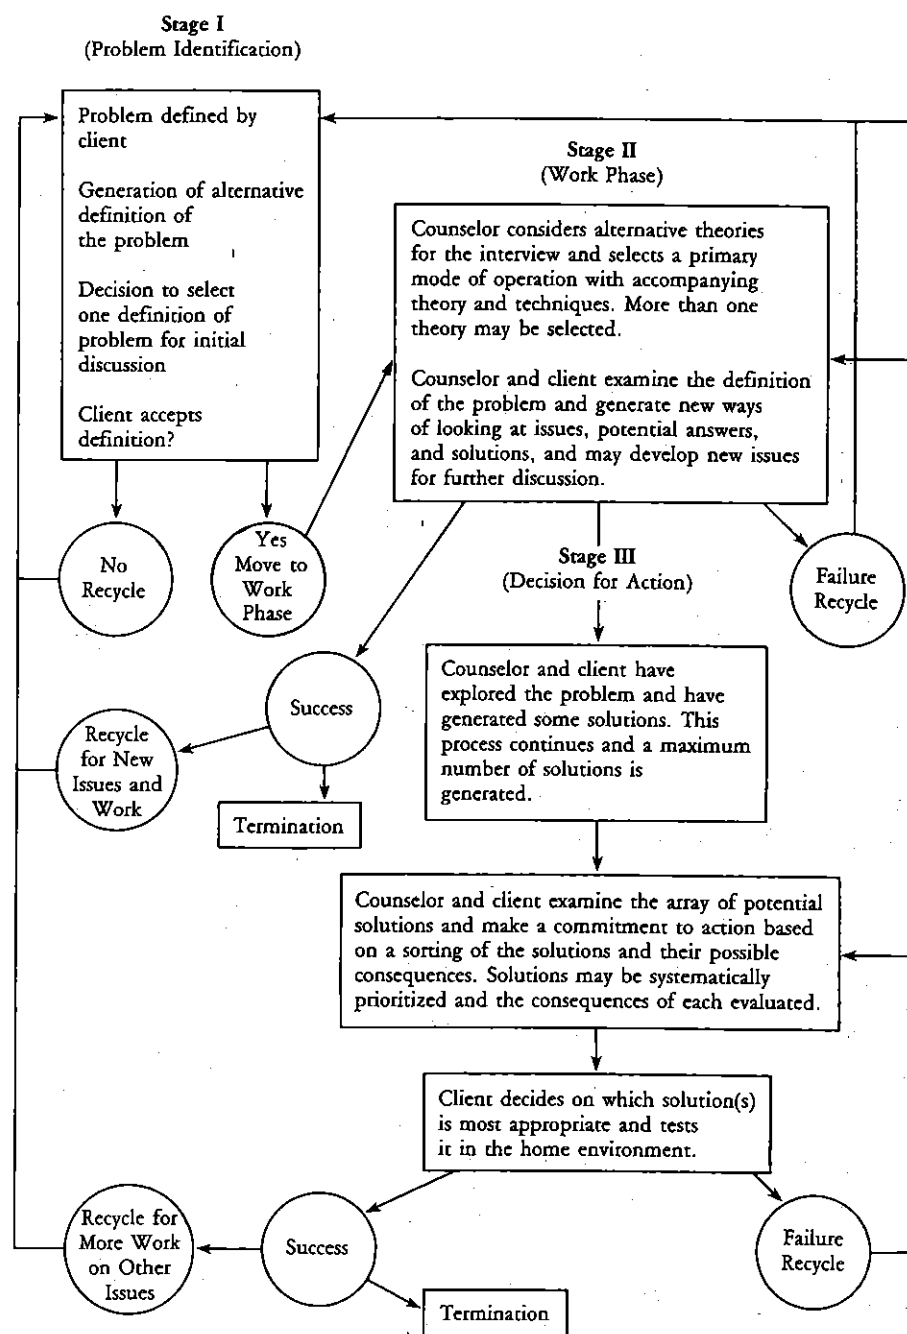 Stage I
(Problem Identification)
Problem defined by
client
Generation of alternative
definition of
the problem
Decision to select
one definition of
problem for initial
discussion
Client accepts
definition?
No
Recycle
Yes
Move to
Work
Phase
Stage II
(Work Phase)
Counselor considers alternative theories
for the interview and selects a primary
mode of operation with accompanying
theory and techniques. More than one
theory may be selected.
Counselor and client examine the definition
of the problem and generate new ways
of looking at issues, potential answers,
and solutions, and may develop new issues
for further discussion.
Failure
Recycle
Success
Recycle
for New
Issues and
Work
Termination
Stage III
(Decision for Action)
Counselor and client have
explored the problem and have
generated some solutions. This
process continues and a maximum
number of solutions is
generated.
Counselor and client examine the array of potential
solutions and make a commitment to action based
on a sorting of the solutions and their possible
consequences. Solutions may be systematically
prioritized and the consequences of each evaluated.
Client decides on which solution(s)
is most appropriate and tests
it in the home environment.
Recycle for
More Work
on Other
Issues
Success
Failure
Recycle
Termination